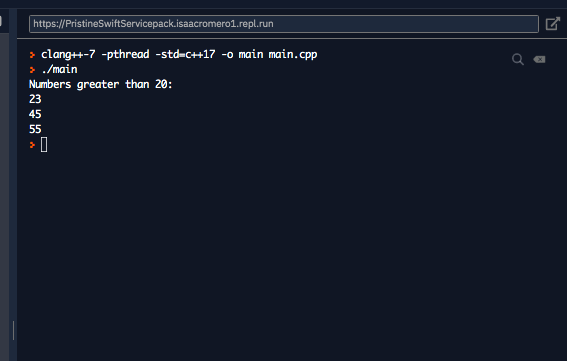 https://PristineSwiftServicepack.isaacromero1.repl.run
> clang++-7 -pthread -std=c++17 -o main main.cpp
> ./main
Numbers greater than 20:
23
45
55
>